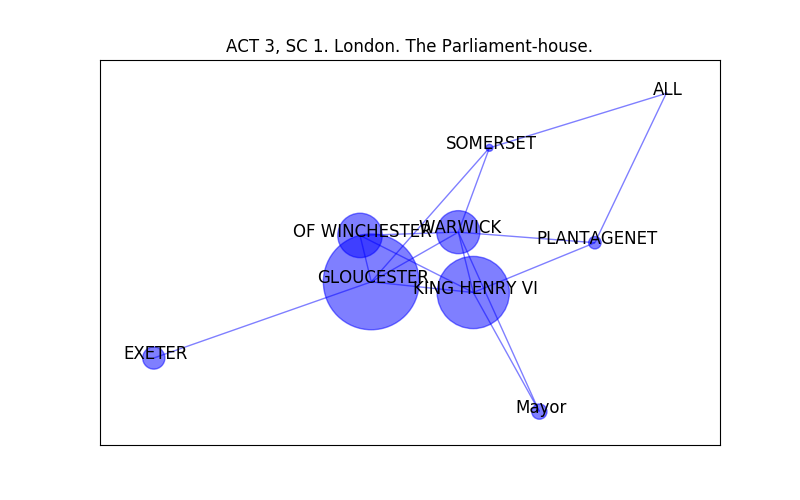 ACT 3, SC 1. London. The Parliament-house.
ALL
SOMERSET
OF WINCHESTER
WARWICK
PLANTAGENET
GLOUCESTER
KING HENRY VI
EXETER
Mayor